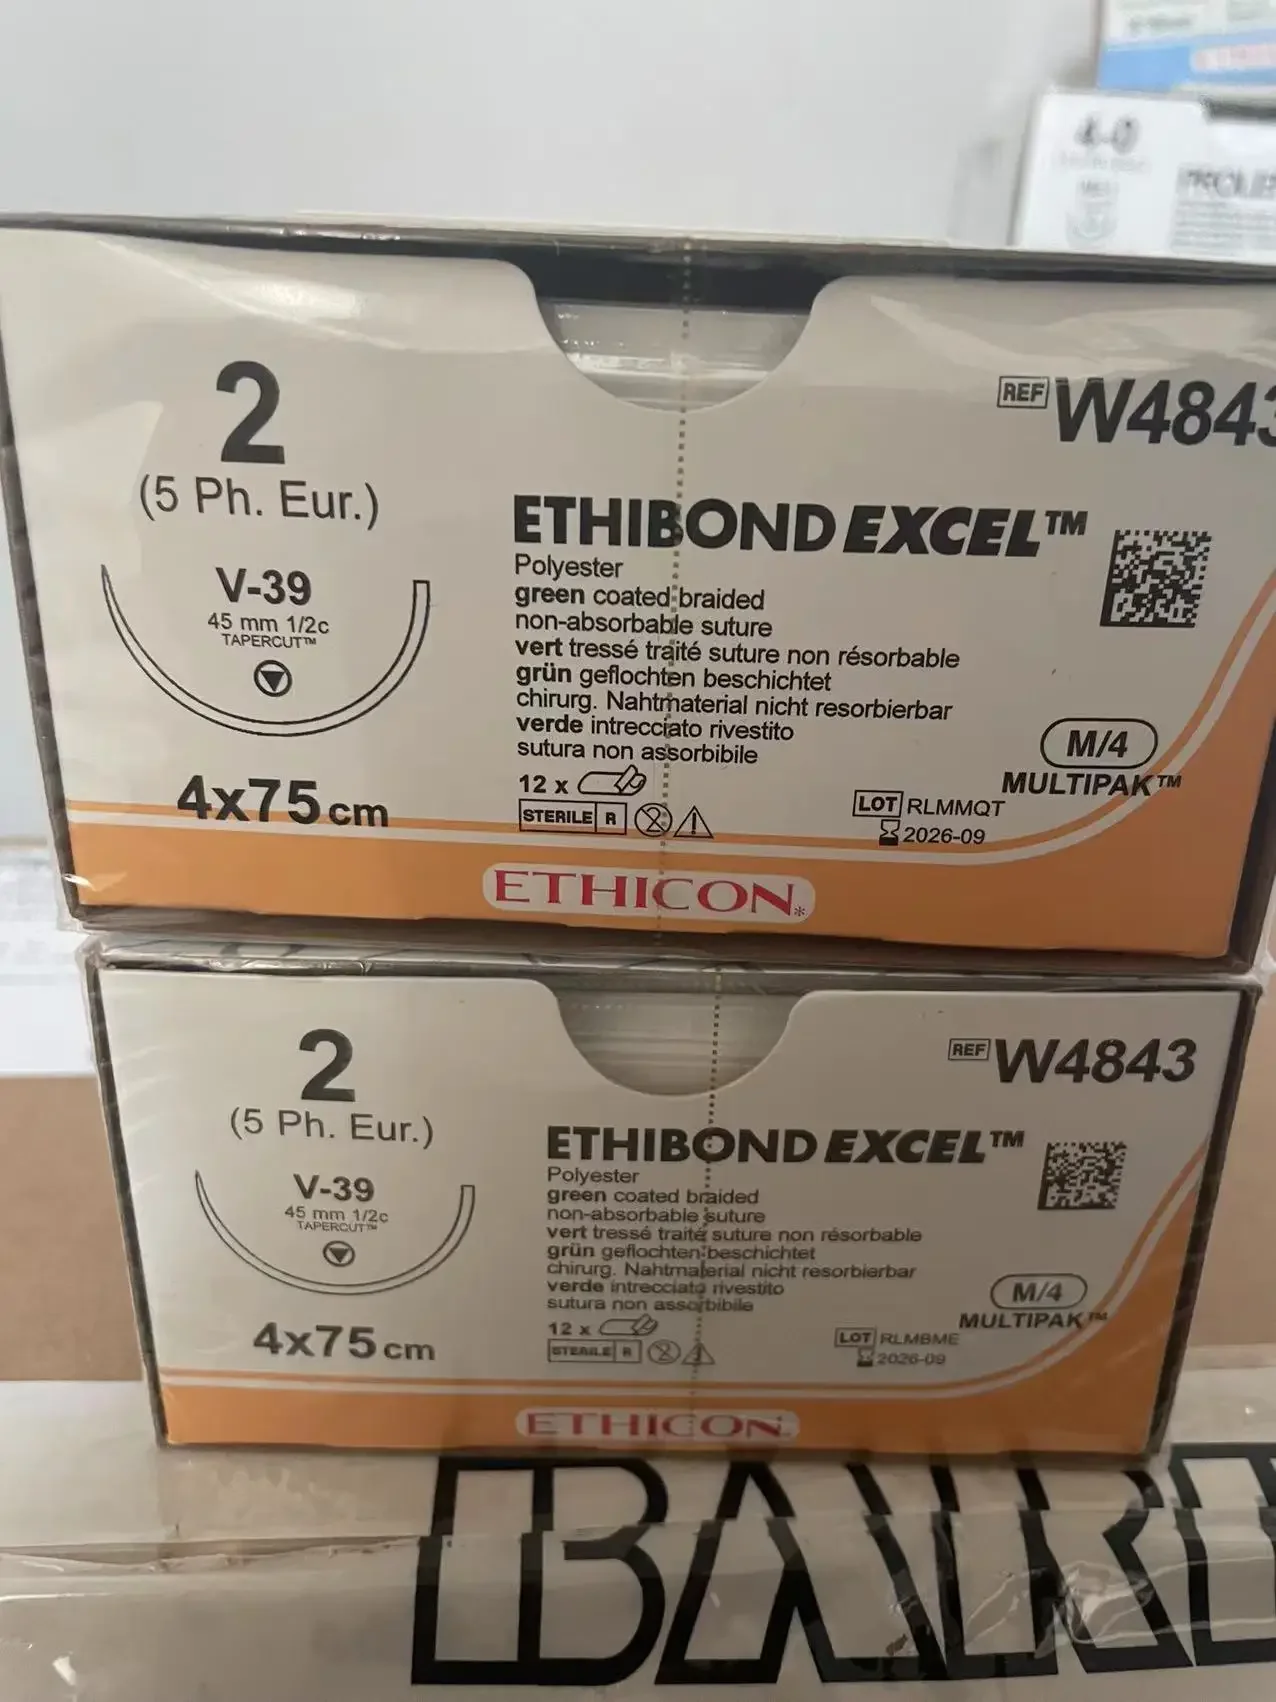 4-0
2
(5 Ph. Eur.)
V-39
45 mm 1/2c
TAPERCUT™
4x75cm
REF W4843
ETHIBOND EXCEL™
Polyester
green coated braided
non-absorbable suture
vert tressé traité suture non résorbable
grün geflochten beschichtet
chirurg. Nahtmaterial nicht resorbierbar
verde intrecciato rivestito
sutura non assorbibile
12 x
STERILE R
2
M/4
MULTIPAK™
LOT RLMMQT
2026-09
ETHICON*
2
(5 Ph. Eur.)
V-39
45 mm 1/2c
TAPERCUT™
4x75cm
REF W4843
ETHIBOND EXCEL™
Polyester
green coated braided
non-absorbable suture
vert tressé traité suture non résorbable
grün geflochten beschichtet
chirurg. Nahtmaterial nicht resorbierbar
verde intrecciato rivestito
sutura non assorbibile
12 x
STERILE R
2
M/4
MULTIPAK™
LOT RLMBME
2026-09
ETHICON
BARD